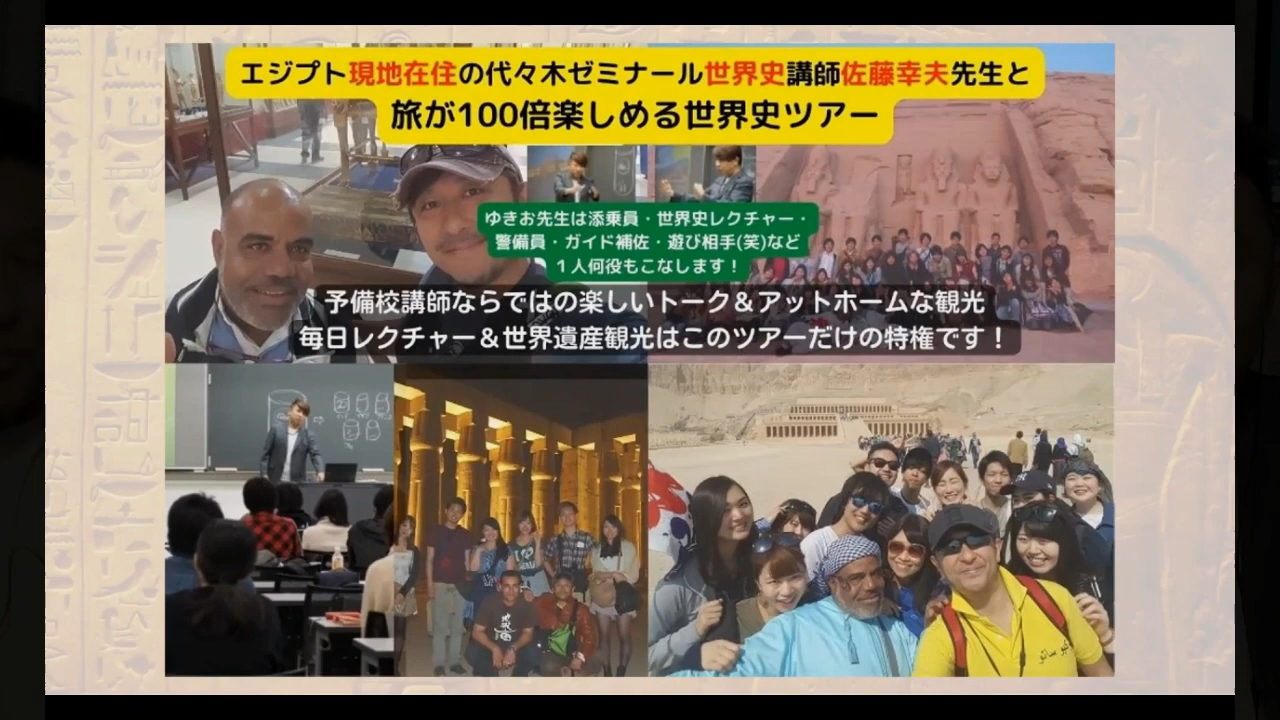 エジプト現地在住の代々木ゼミナール世界史講師佐藤幸夫先生と
旅が100倍楽しめる世界史ツアー
ゆきお先生は添乗員・世界史レクチャー・
警備員・ガイド補佐・遊び相手(笑)など
１人何役もこなします！
予備校講師ならではの楽しいトーク＆アットホームな観光
毎日レクチャー＆世界遺産観光はこのツアーだけの特権です！